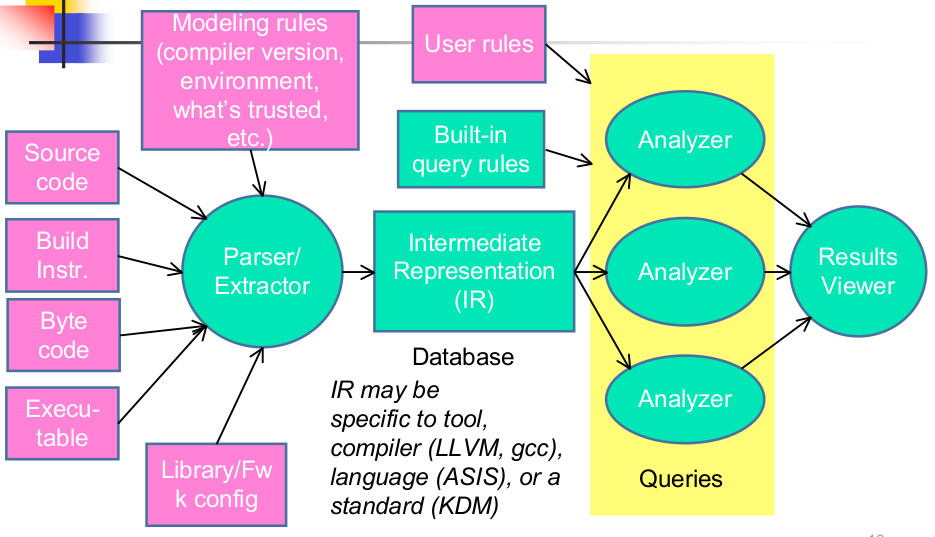 Modeling rules
(compiler version,
environment,
what's trusted,
etc.)
User rules
Built-in
query rules
Source
code
Build
Instr.
Byte
code
Execu-
table
Library/Fw
k config
Parser/
Extractor
Intermediate
Representation
(IR)
Database
IR may be
specific to tool,
compiler (LLVM, gcc),
language (ASIS), or a
standard (KDM)
Analyzer
Analyzer
Analyzer
Queries
Results
Viewer